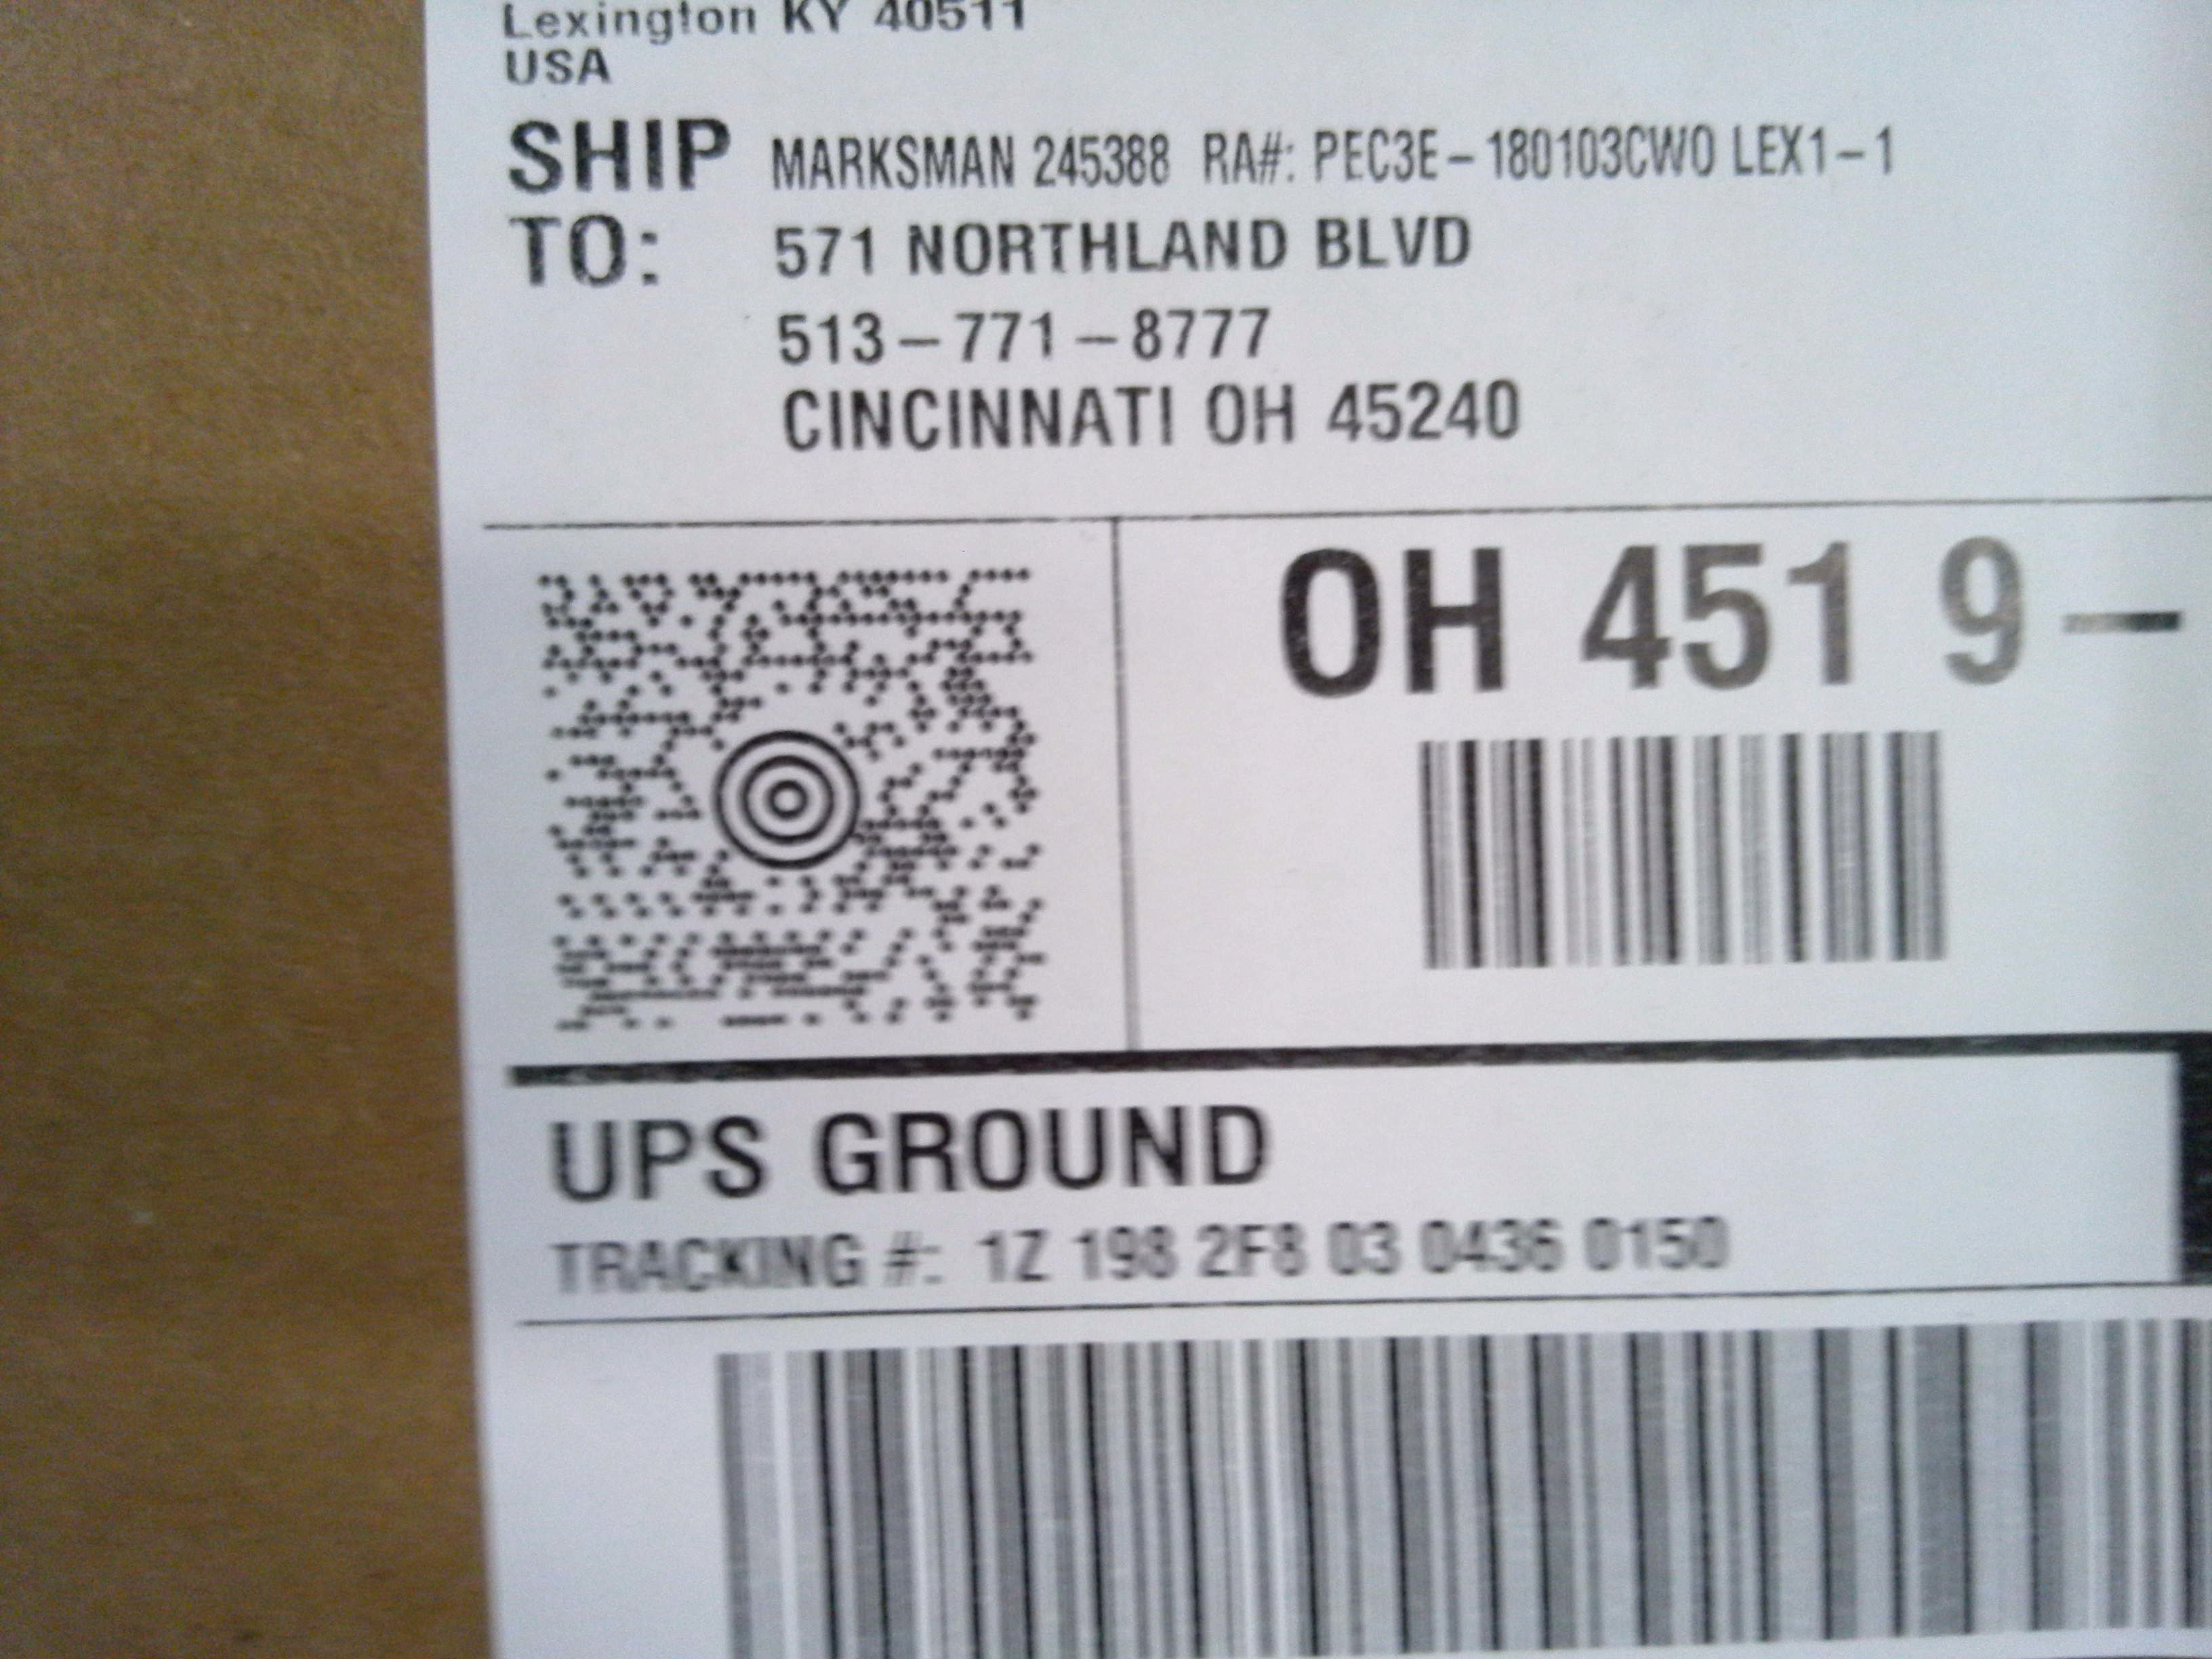 Lexington KY 40511
USA
SHIP TO: MARKSMAN 245388 RA#: PEC3E-180103CWO LEX1-1
571 NORTHLAND BLVD
513-771-8777
CINCINNATI OH 45240
OH 451 9-
UPS GROUND
TRACKING #: 1Z 198 2F8 03 0436 0150